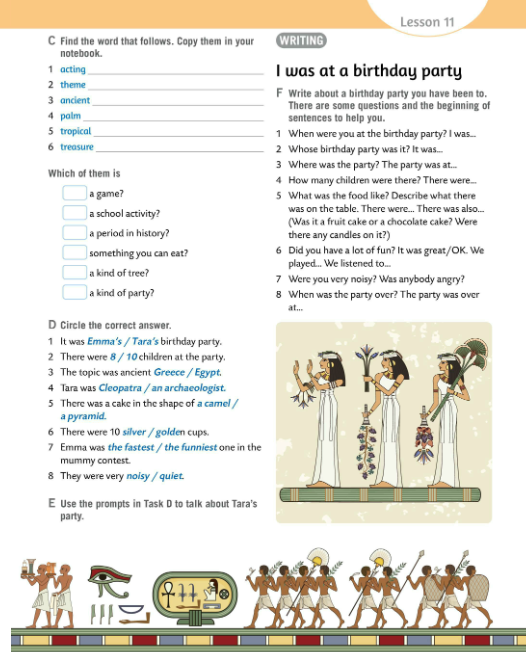 Lesson 11
C Find the word that follows. Copy them in your
notebook.
1 acting
2 theme
3 ancient
4 palm
5 tropical
6 treasure
Which of them is
a game?
a school activity?
a period in history?
something you can eat?
a kind of tree?
a kind of party?
D Circle the correct answer.
1 It was Emma's / Tara's birthday party.
2 There were 8 / 10 children at the party.
3 The topic was ancient Greece / Egypt.
4 Tara was Cleopatra / an archaeologist.
5 There was a cake in the shape of a camel /
a pyramid.
6 There were 10 silver / golden cups.
7 Emma was the fastest / the funniest one in the
mummy contest.
8 They were very noisy / quiet.
E Use the prompts in Task D to talk about Tara's
party.
WRITING
I was at a birthday party
F Write about a birthday party you have been to.
There are some questions and the beginning of
sentences to help you.
1 When were you at the birthday party? I was...
2 Whose birthday party was it? It was...
3 Where was the party? The party was at...
4 How many children were there? There were...
5 What was the food like? Describe what there
was on the table. There were... There was also...
(Was it a fruit cake or a chocolate cake? Were
there any candles on it?)
6 Did you have a lot of fun? It was great/OK. We
played... We listened to...
7 Were you very noisy? Was anybody angry?
8 When was the party over? The party was over
at...